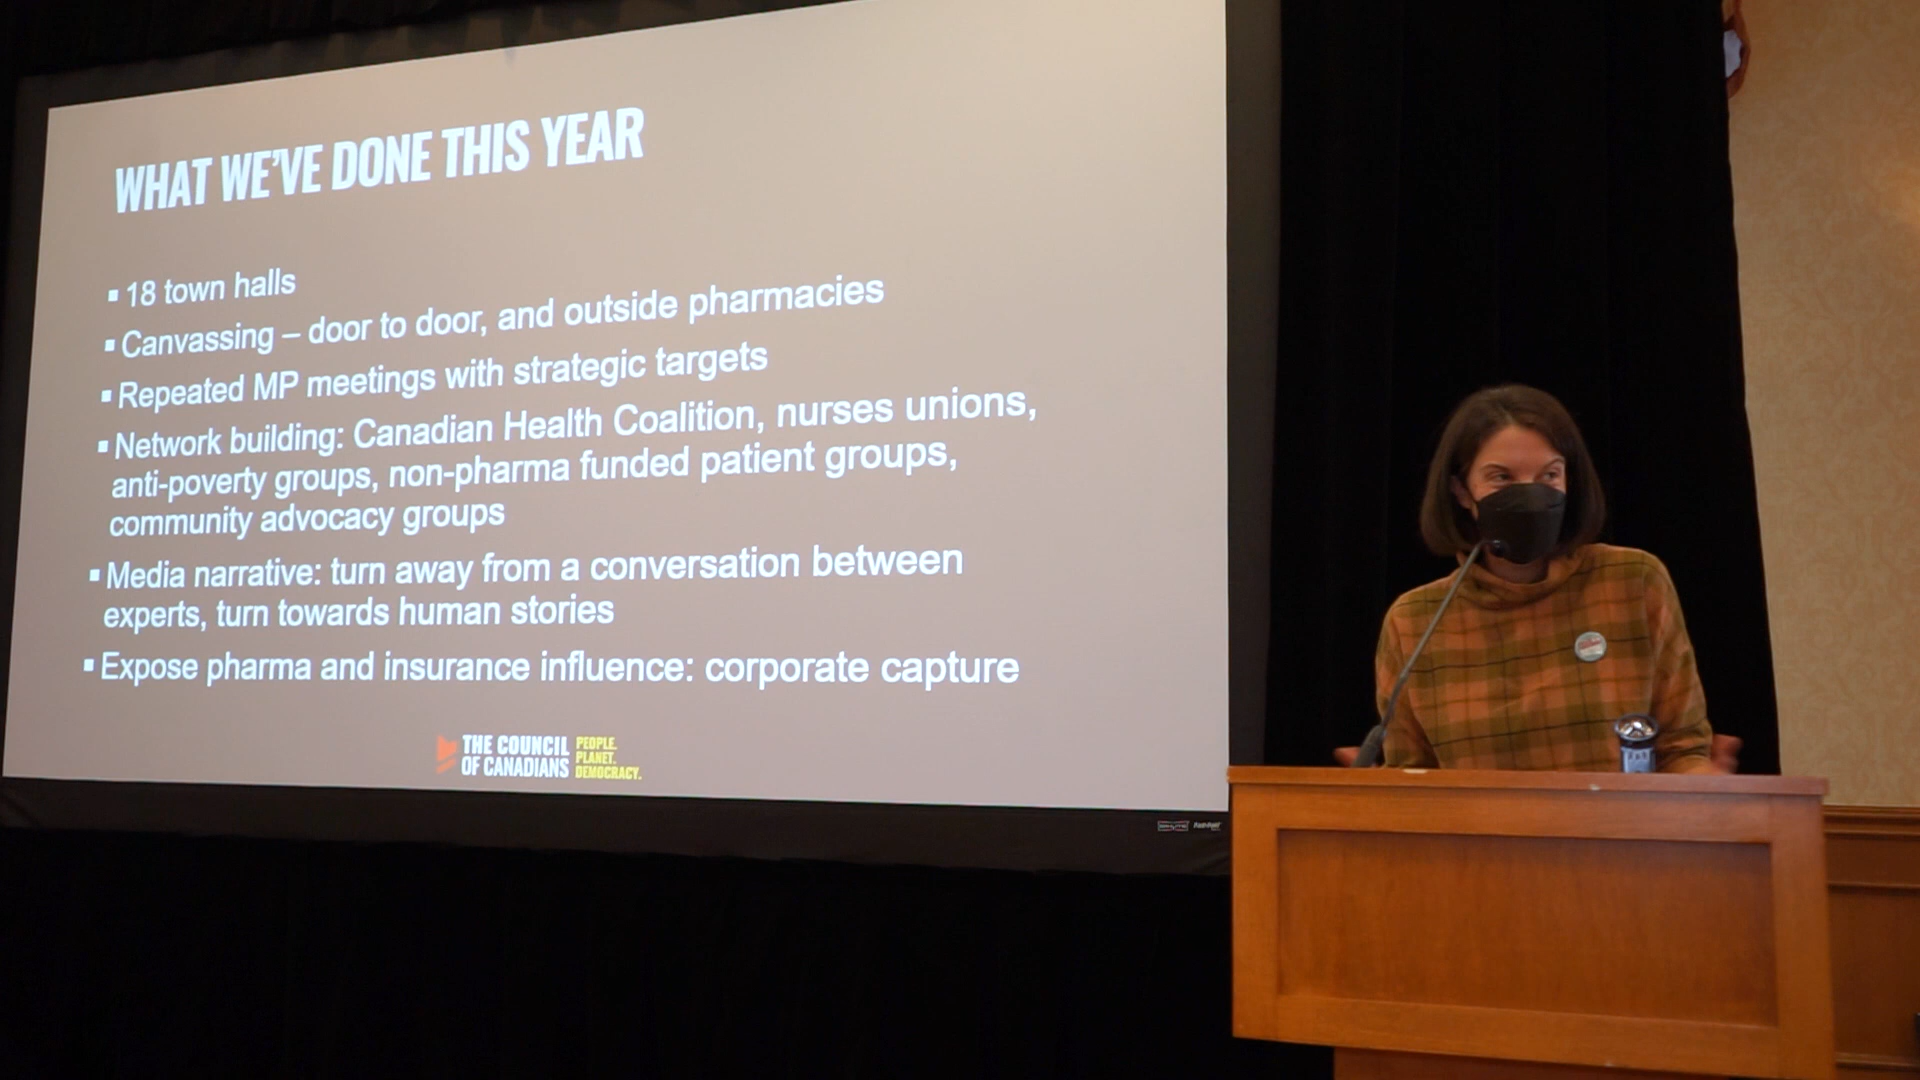 WHAT WE'VE DONE THIS YEAR
▪ 18 town halls
▪ Canvassing – door to door, and outside pharmacies
▪ Repeated MP meetings with strategic targets
▪ Network building: Canadian Health Coalition, nurses unions,
anti-poverty groups, non-pharma funded patient groups,
community advocacy groups
▪ Media narrative: turn away from a conversation between
experts, turn towards human stories
▪ Expose pharma and insurance influence: corporate capture
THE COUNCIL
OF CANADIANS
PEOPLE.
PLANET.
DEMOCRACY.